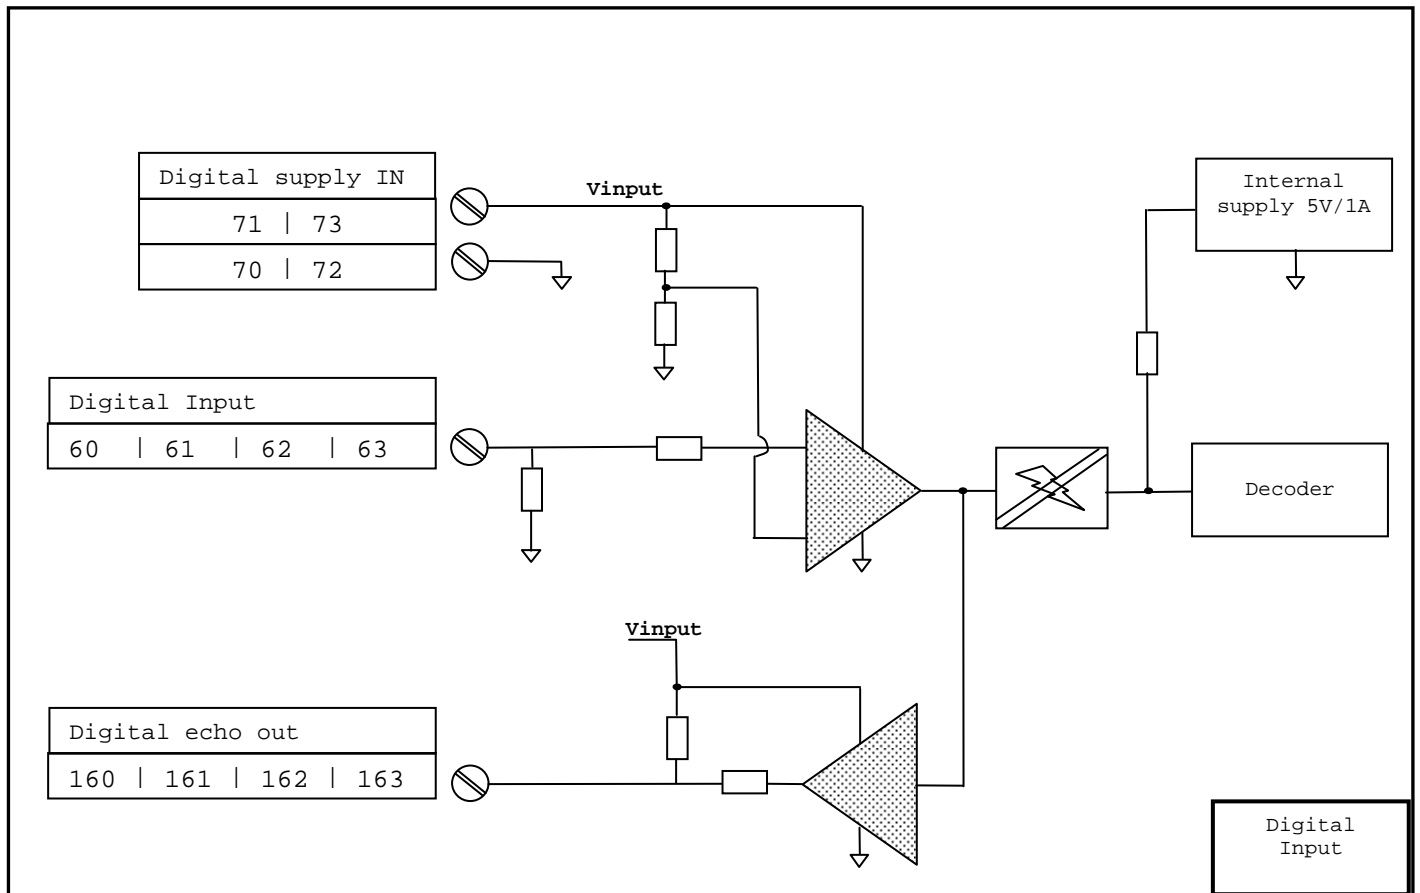 Digital supply IN
71 | 73
70 | 72
Vinput
Internal
supply 5V/1A
Digital Input
60 | 61 | 62 | 63
Decoder
Vinput
Digital echo out
160 | 161 | 162 | 163
Digital
Input